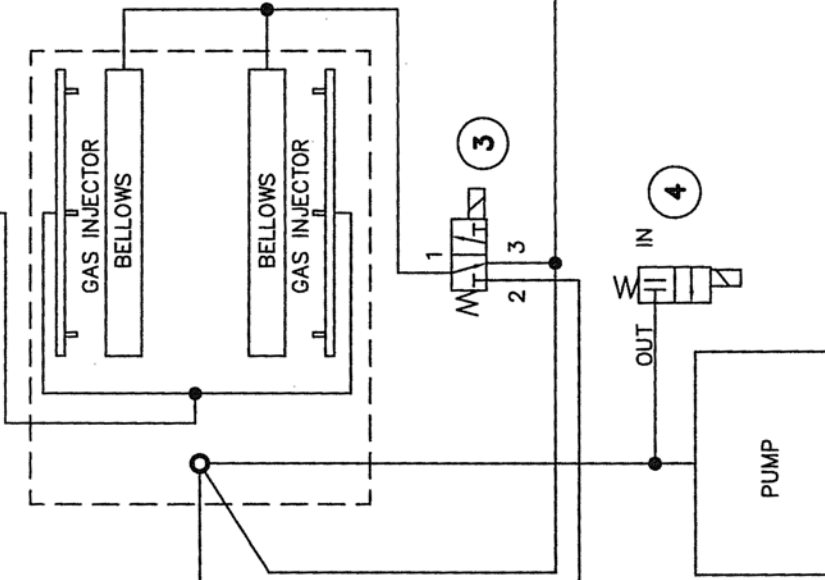 GAS INJECTOR
BELLOWS
BELLOWS
GAS INJECTOR
3
1
3
2
4
IN
OUT
PUMP